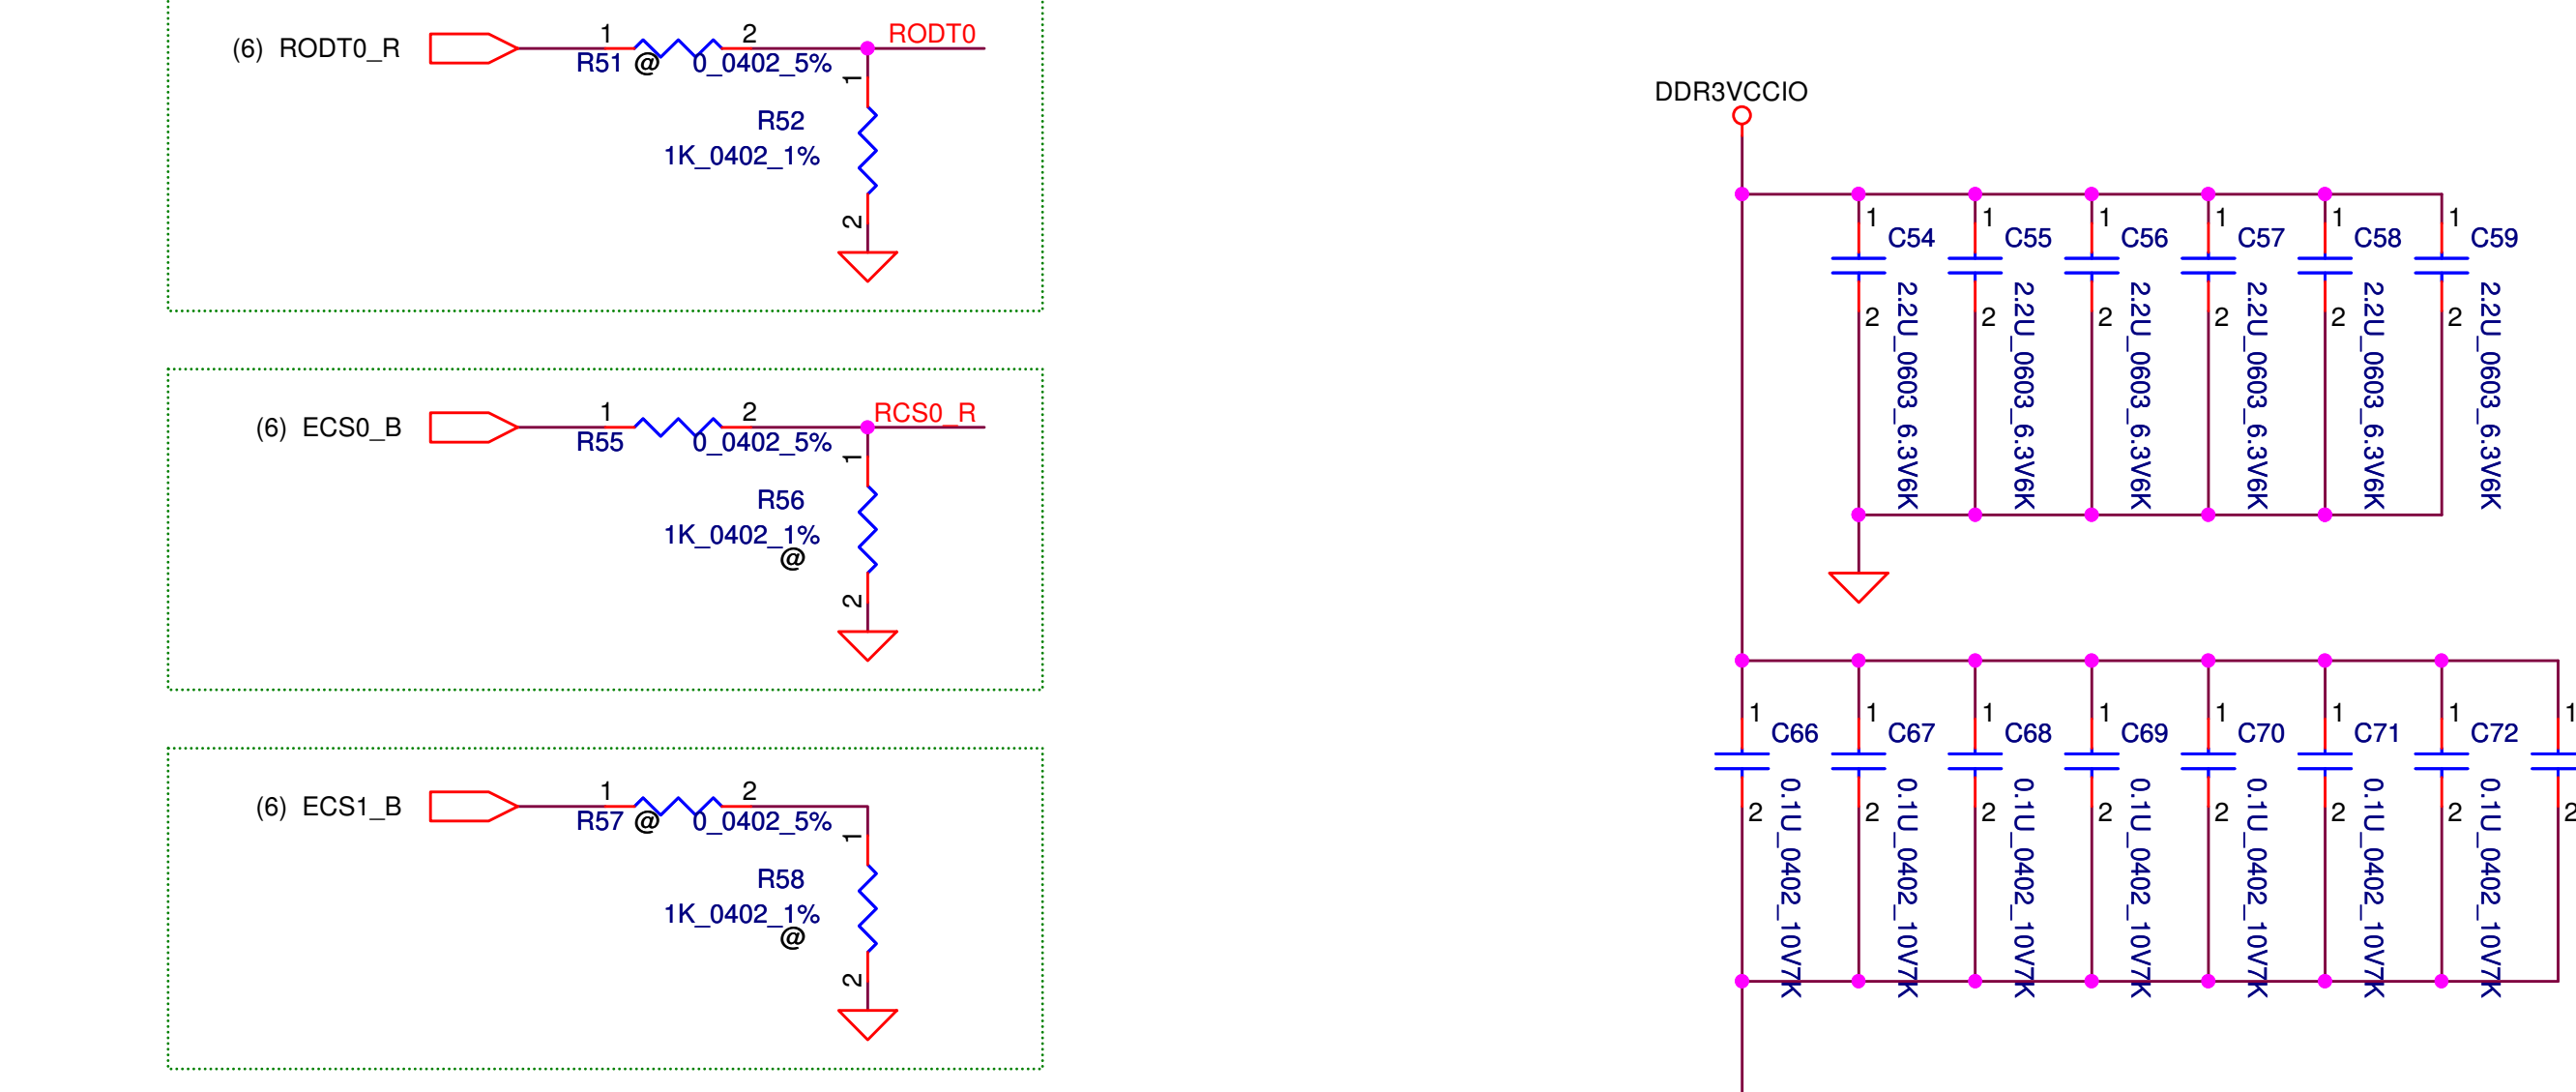 (6) RODT0_R
1
2
RODT0
R51 @ 0_0402_5%
1
R52
1K_0402_1%
2
(6) ECS0_B
1
2
RCS0_R
R55 0_0402_5%
1
R56
1K_0402_1%
@
2
(6) ECS1_B
1
2
R57 @ 0_0402_5%
1
R58
1K_0402_1%
@
2
DDR3VCCIO
1 1 1 1 1 1
C54 C55 C56 C57 C58 C59
2.2U_0603_6.3V6K 2.2U_0603_6.3V6K 2.2U_0603_6.3V6K 2.2U_0603_6.3V6K 2.2U_0603_6.3V6K 2.2U_0603_6.3V6K
2 2 2 2 2 2
1 1 1 1 1 1 1 1
C66 C67 C68 C69 C70 C71 C72
0.1U_0402_10V7K 0.1U_0402_10V7K 0.1U_0402_10V7K 0.1U_0402_10V7K 0.1U_0402_10V7K 0.1U_0402_10V7K 0.1U_0402_10V7K
2 2 2 2 2 2 2 2